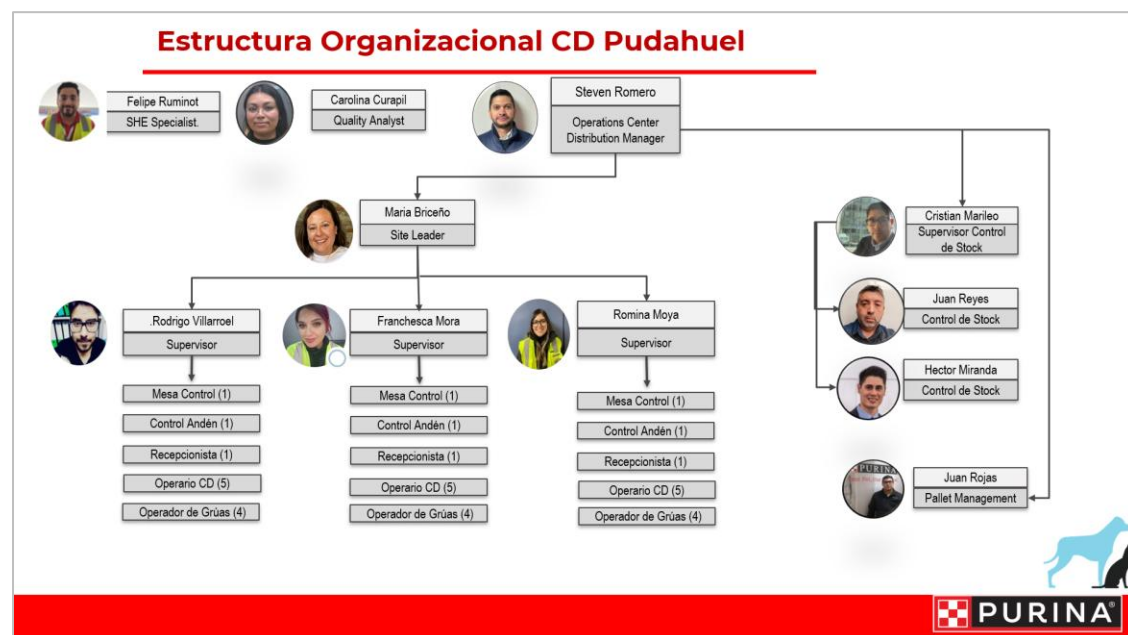 Estructura Organizacional CD Pudahuel
Felipe Ruminot
SHE Specialist.
Carolina Curapil
Quality Analyst
Steven Romero
Operations Center
Distribution Manager
Maria Briceño
Site Leader
Cristian Marileo
Supervisor Control
de Stock
Juan Reyes
Control de Stock
Hector Miranda
Control de Stock
PURINA
Juan Rojas
Pallet Management
.Rodrigo Villarroel
Supervisor
Mesa Control (1)
Control Andén (1)
Recepcionista (1)
Operario CD (5)
Operador de Grúas (4)
Franchesca Mora
Supervisor
Mesa Control (1)
Control Andén (1)
Recepcionista (1)
Operario CD (5)
Operador de Grúas (4)
Romina Moya
Supervisor
Mesa Control (1)
Control Andén (1)
Recepcionista (1)
Operario CD (5)
Operador de Grúas (4)
PURINA®